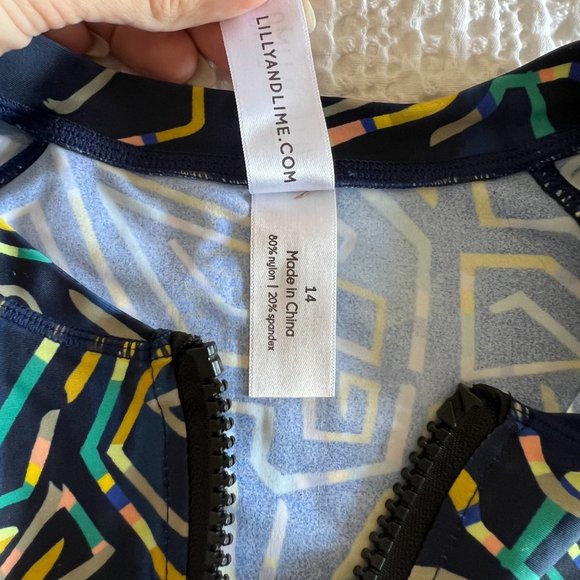 LILLYANDLIME.COM
14
Made in China
80% nylon | 20% spandex